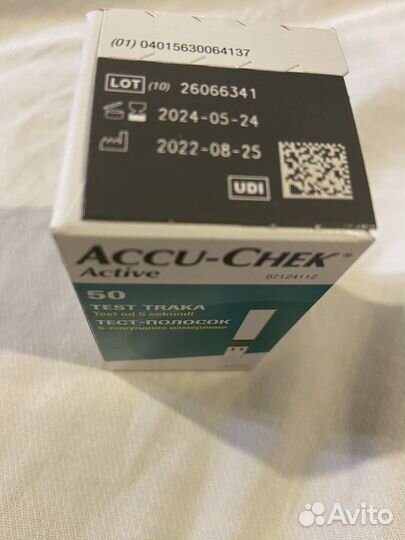 (01) 04015630064137
LOT (10) 26066341
2024-05-24
2022-08-25
UDI
ACCU-CHEK®
Active
07124112
50
TEST TRAKA
Test od 5 sekundi
ТЕСТ-ПОЛОСОК
5-секундное измерение
Avito